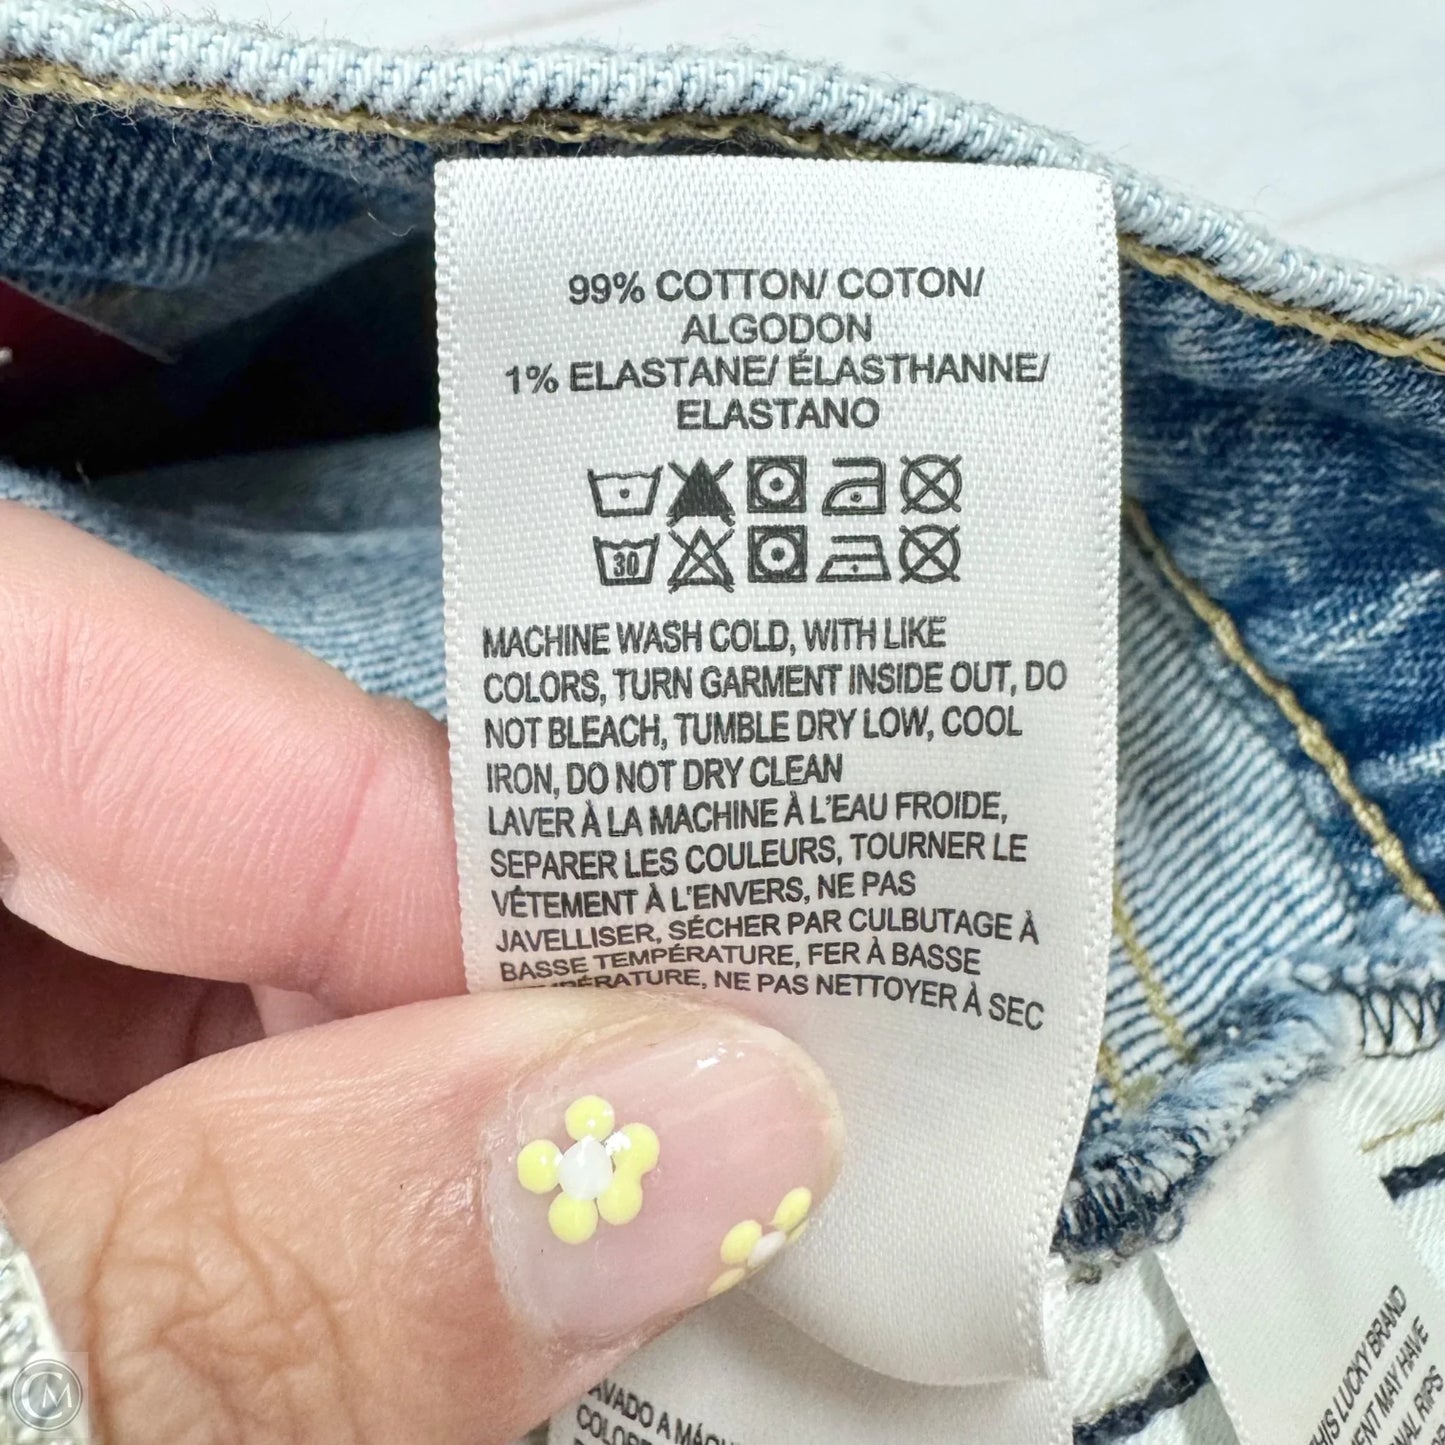 99% COTTON/ COTON/
ALGODON
1% ELASTANE/ ÉLASTHANNE/
ELASTANO
30
MACHINE WASH COLD, WITH LIKE
COLORS, TURN GARMENT INSIDE OUT, DO
NOT BLEACH, TUMBLE DRY LOW, COOL
IRON, DO NOT DRY CLEAN
LAVER À LA MACHINE À L'EAU FROIDE,
SEPARER LES COULEURS, TOURNER LE
VÊTEMENT À L'ENVERS, NE PAS
JAVELLISER, SÉCHER PAR CULBUTAGE À
BASSE TEMPÉRATURE, FER À BASSE
TEMPÉRATURE, NE PAS NETTOYER À SEC
AVADO A
THIS LUCKY BRAND
MAY HAVE
RIPS
CM